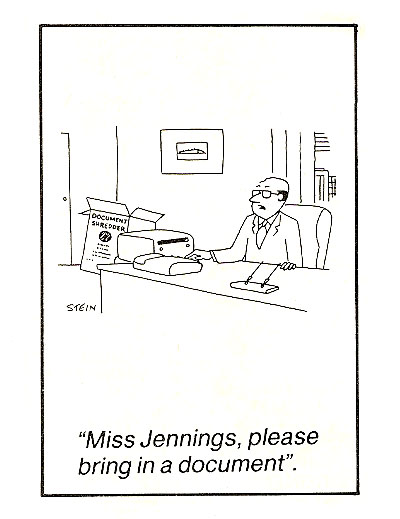 DOCUMENT
SHREDDER
STEIN
“Miss Jennings, please
bring in a document”.